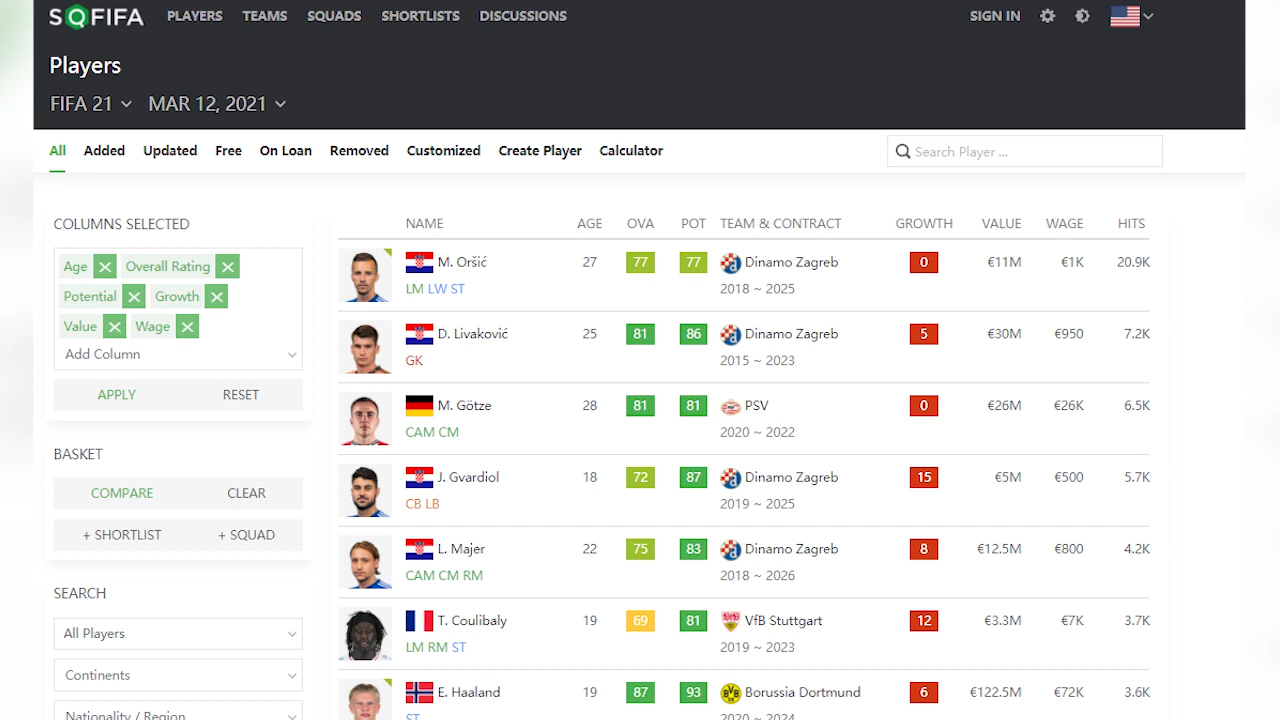 SOFIFA PLAYERS TEAMS SQUADS SHORTLISTS DISCUSSIONS SIGN IN
Players
FIFA 21 MAR 12, 2021
All Added Updated Free On Loan Removed Customized Create Player Calculator Search Player ...
COLUMNS SELECTED
Age Overall Rating
Potential Growth
Value Wage
Add Column
APPLY RESET
BASKET
COMPARE CLEAR
+ SHORTLIST + SQUAD
SEARCH
All Players
Continents
Nationality / Region
NAME AGE OVA POT TEAM & CONTRACT GROWTH VALUE WAGE HITS
M. Oršić 27 77 77 Dinamo Zagreb 0 €11M €1K 20.9K
LM LW ST 2018 ~ 2025
D. Livaković 25 81 86 Dinamo Zagreb 5 €30M €950 7.2K
GK 2015 ~ 2023
M. Götze 28 81 81 PSV 0 €26M €26K 6.5K
CAM CM 2020 ~ 2022
J. Gvardiol 18 72 87 Dinamo Zagreb 15 €5M €500 5.7K
CB LB 2019 ~ 2025
L. Majer 22 75 83 Dinamo Zagreb 8 €12.5M €800 4.2K
CAM CM RM 2018 ~ 2026
T. Coulibaly 19 69 81 VfB Stuttgart 12 €3.3M €7K 3.7K
LM RM ST 2019 ~ 2023
E. Haaland 19 87 93 Borussia Dortmund 6 €122.5M €72K 3.6K
ST 2020 ~ 2024